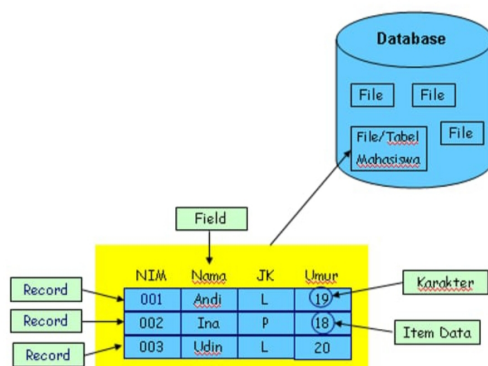 Database
File
File
File/Tabel
Mahasiswa
File
Field
NIM Nama JK Umur
Record 001 Andi L 19 Karakter
Record 002 Ina P 18 Item Data
Record 003 Udin L 20